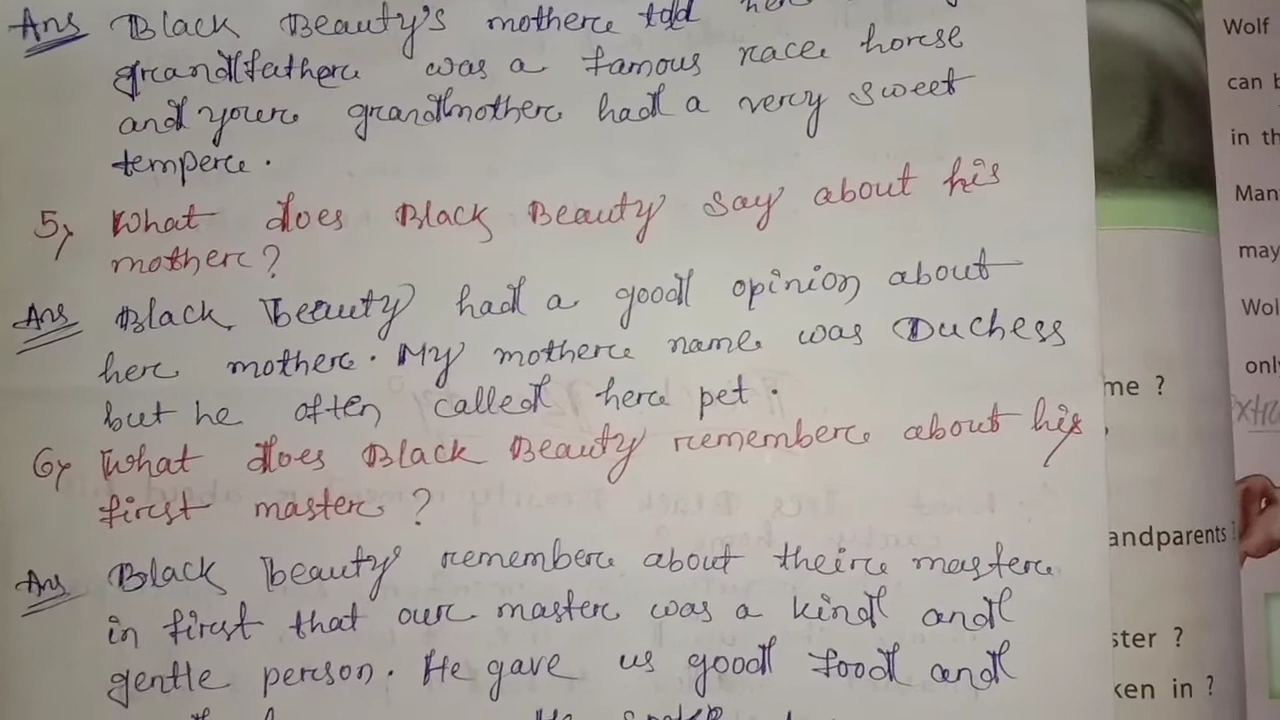 Ans Black Beauty's mother told
grandfather was a famous race horse
and your grandmother had a very sweet
temper.
5, What does Black Beauty say about his
mother?
Ans Black Beauty had a good opinion about
her mother. My mother name was Duchess
but he often called her pet.
6, What does Black Beauty remember about his
first master?
Ans Black Beauty remember about their master
in first that our master was a kind and
gentle person. He gave us good food and
Wolf
can b
in th
Man
may
Wol
only
me ?
andparents ?
ster ?
ken in ?